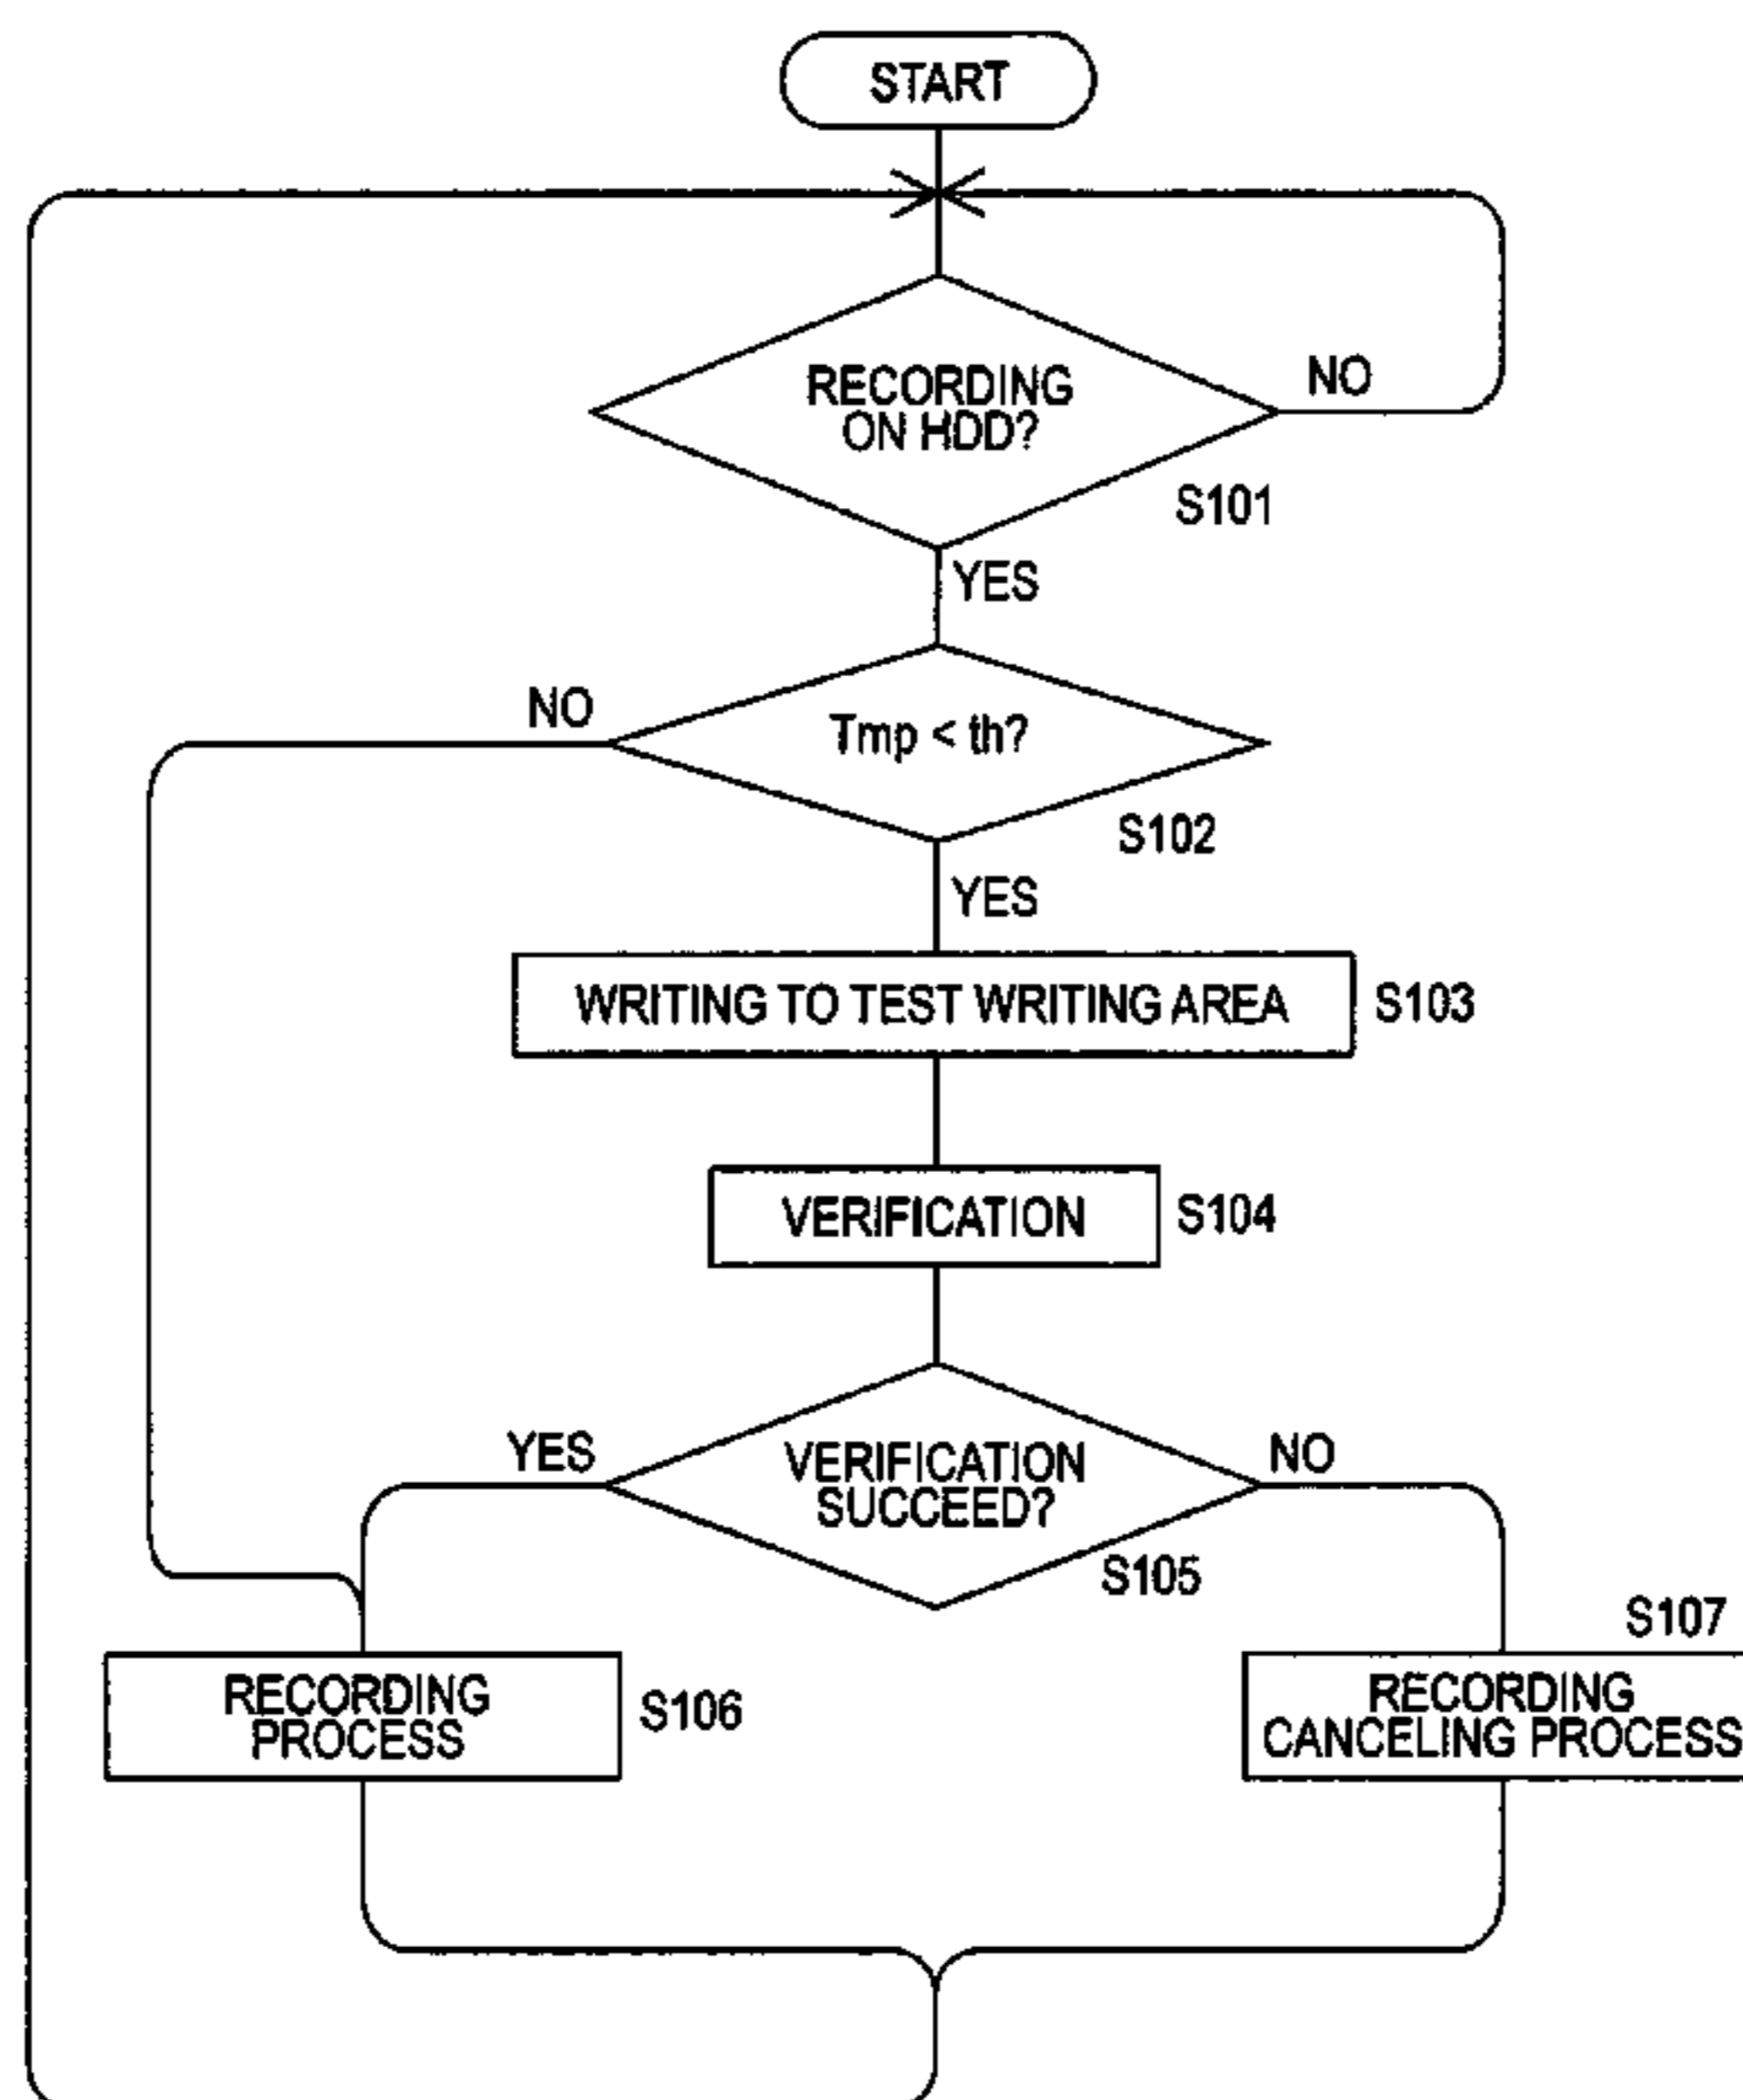 START
RECORDING
ON HDD?
NO
S101
YES
NO
Tmp < th?
S102
YES
WRITING TO TEST WRITING AREA
S103
VERIFICATION
S104
YES
VERIFICATION
SUCCEED?
NO
S105
S107
RECORDING
PROCESS
S106
RECORDING
CANCELING PROCESS